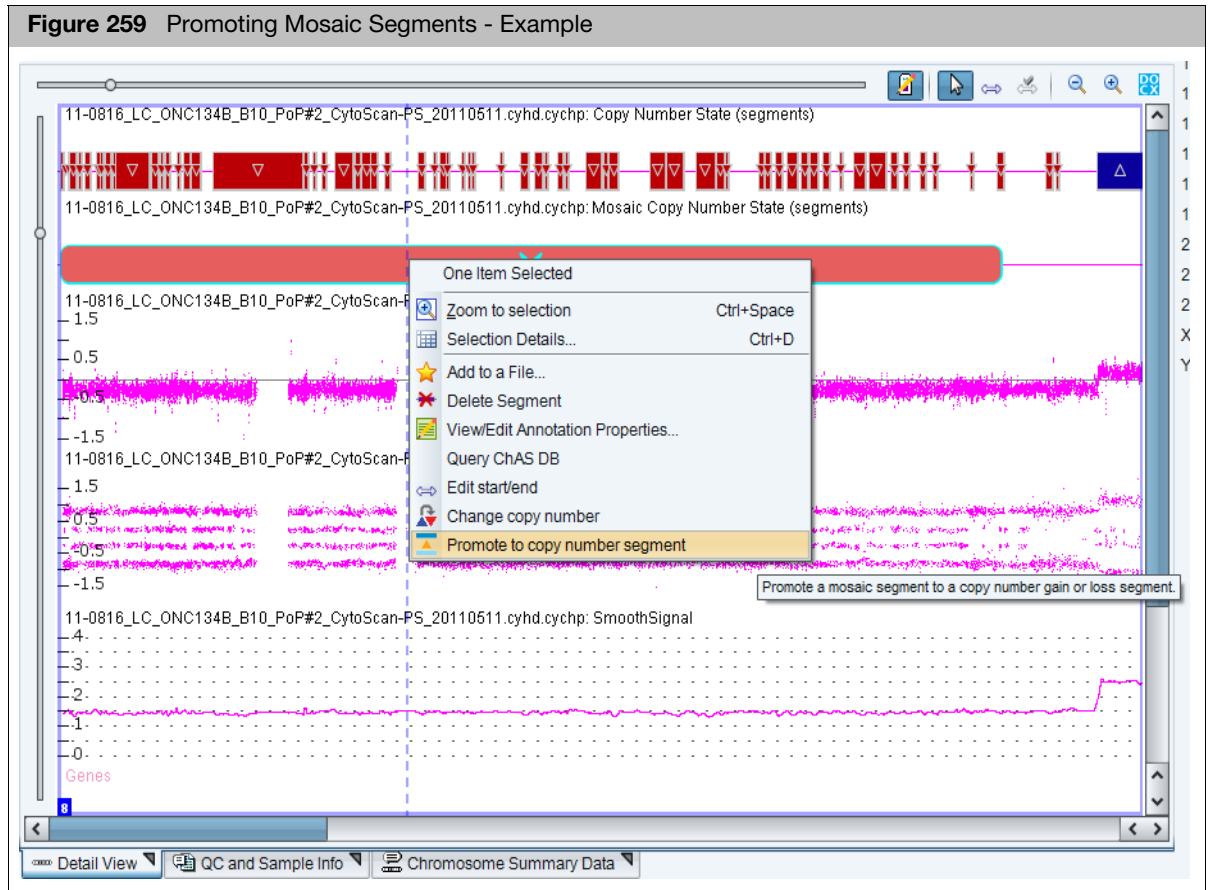 Figure 259 Promoting Mosaic Segments - Example
11-0816_LC_ONC134B_B10_PoP#2_CytoScan-PS_20110511.cyhd.cychp: Copy Number State (segments)
11-0816_LC_ONC134B_B10_PoP#2_CytoScan-PS_20110511.cyhd.cychp: Mosaic Copy Number State (segments)
One Item Selected
11-0816_LC_ONC134B_B10_PoP#2_CytoScan-
Zoom to selection Ctrl+Space
1.5
Selection Details... Ctrl+D
0.5
Add to a File...
-0.5
Delete Segment
-1.5
View/Edit Annotation Properties...
11-0816_LC_ONC134B_B10_PoP#2_CytoScan-
Query ChAS DB
1.5
Edit start/end
0.5
Change copy number
-0.5
Promote to copy number segment
-1.5
Promote a mosaic segment to a copy number gain or loss segment.
11-0816_LC_ONC134B_B10_PoP#2_CytoScan-PS_20110511.cyhd.cychp: SmoothSignal
4
3
2
1
0
Genes
8
1
1
1
1
1
2
2
2
X
Y
DO
CX
Detail View QC and Sample Info Chromosome Summary Data